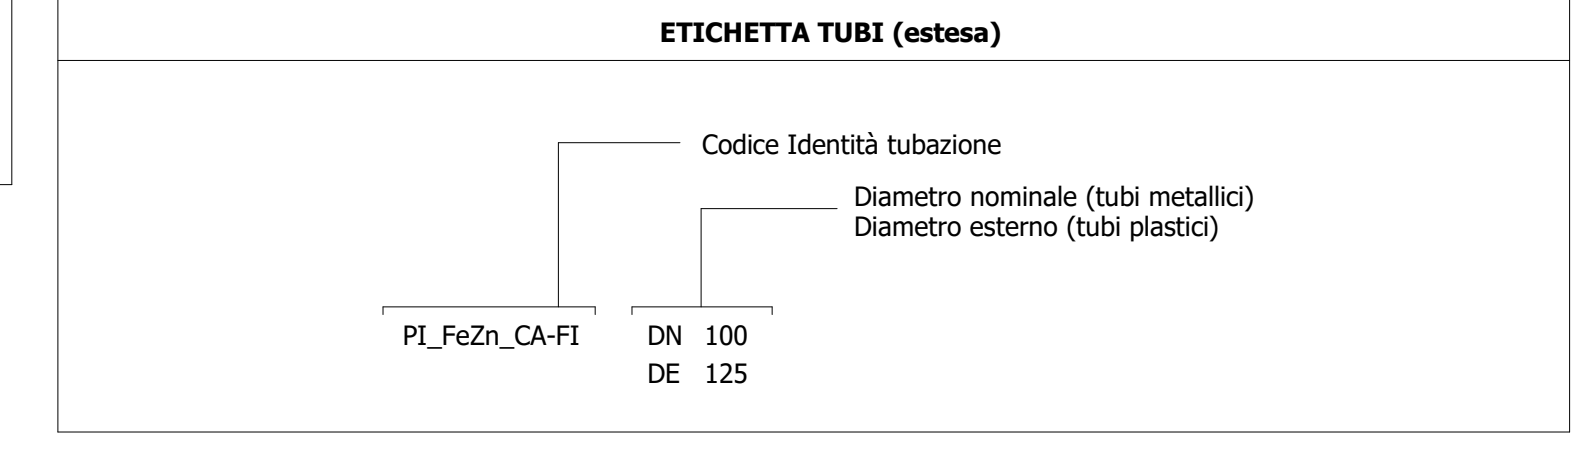 ETICHETTA TUBI (estesa)
Codice Identità tubazione
Diametro nominale (tubi metallici)
Diametro esterno (tubi plastici)
PI_FeZn_CA-FI DN 100
DE 125